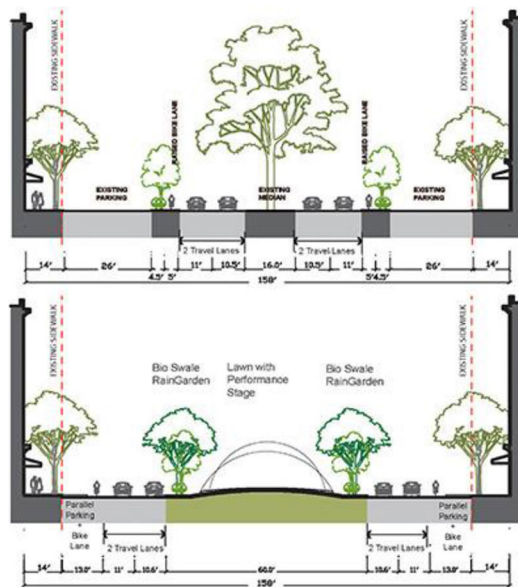 EXISTING SIDEWALK
EXISTING SIDEWALK
RAISED BIKE LANE
RAISED BIKE LANE
EXISTING
PARKING
EXISTING
MEDIAN
EXISTING
PARKING
2 Travel Lanes
2 Travel Lanes
14' 26' 4.5' 5' 11' 10.5' 16.0' 10.5' 11' 5' 4.5' 26' 14'
158'
EXISTING SIDEWALK
EXISTING SIDEWALK
Bio Swale
RainGarden
Lawn with
Performance
Stage
Bio Swale
RainGarden
Parallel
Parking
+
Bike
Lane
2 Travel Lanes
2 Travel Lanes
Parallel
Parking
+
Bike
Lane
14' 13.0' 11' 10.6' 60.0' 10.6' 11' 13.0' 14'
158'